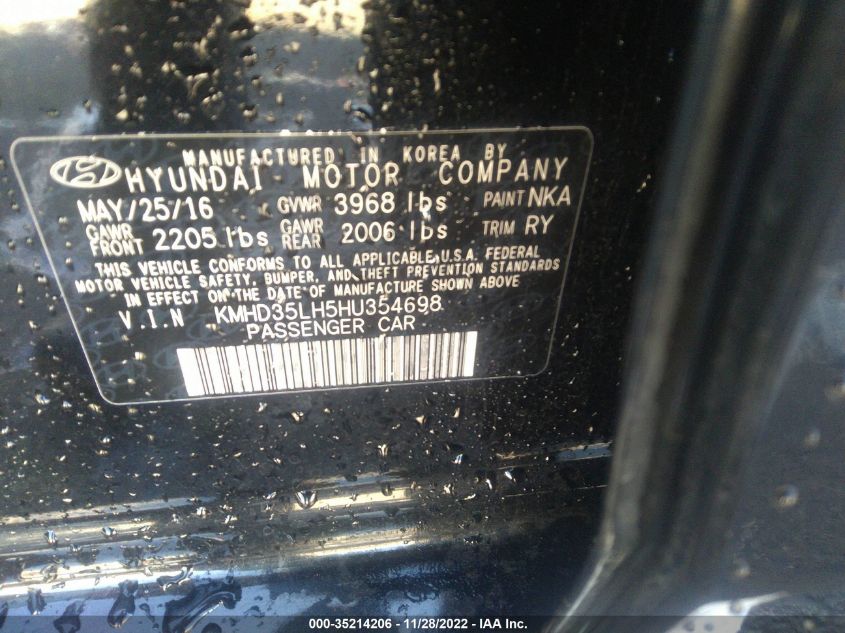 MANUFACTURED IN KOREA BY
HYUNDAI MOTOR COMPANY
MAY/25/16 GVWR 3968 lbs PAINT NKA
GAWR FRONT 2205 lbs GAWR REAR 2006 lbs TRIM RY
THIS VEHICLE CONFORMS TO ALL APPLICABLE U.S.A. FEDERAL
MOTOR VEHICLE SAFETY, BUMPER, AND THEFT PREVENTION STANDARDS
IN EFFECT ON THE DATE OF MANUFACTURE SHOWN ABOVE
V.I.N KMHD35LH5HU354698
PASSENGER CAR
000-35214206 - 11/28/2022 - IAA Inc.